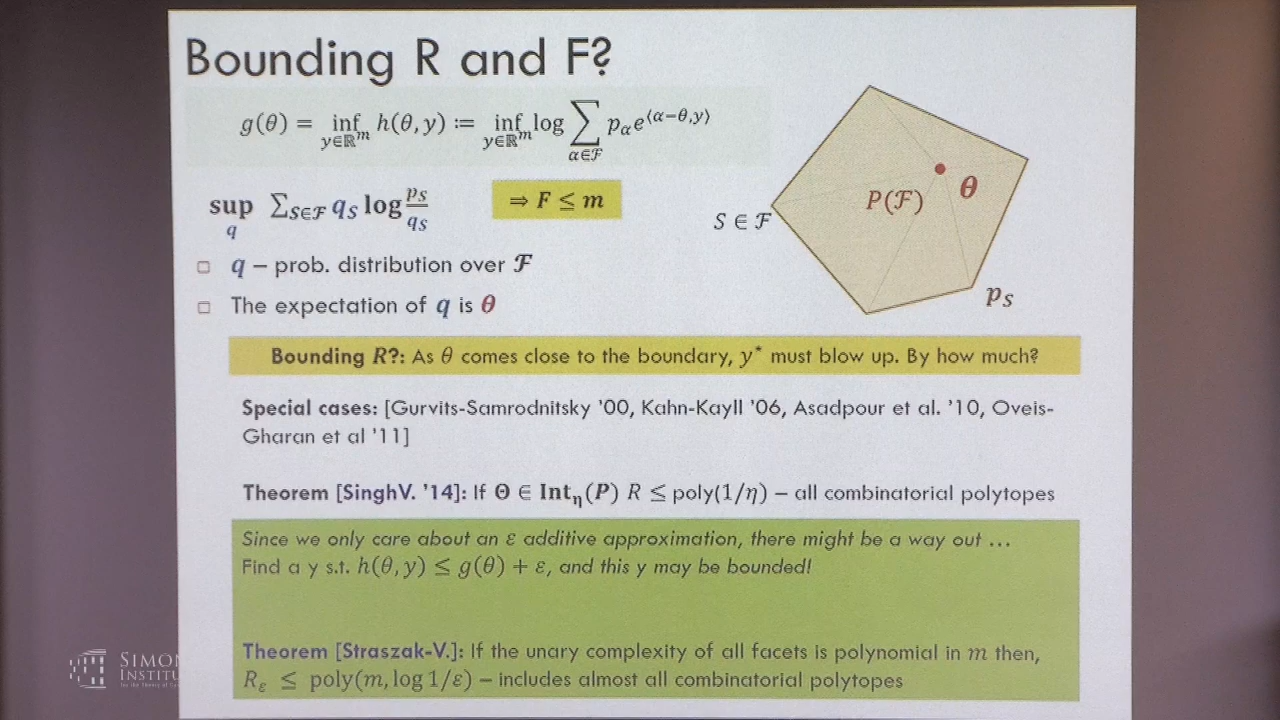 Bounding R and F?
g(θ) = inf_{y∈ℝ^m} h(θ, y) ≔ inf_{y∈ℝ^m} log ∑_{α∈ℱ} p_α e^{⟨α−θ,y⟩}
sup_q ∑_{S∈ℱ} q_S log p_S/q_S
⇒ F ≤ m
q – prob. distribution over ℱ
The expectation of q is θ
S ∈ ℱ
P(ℱ)
θ
p_S
Bounding R?: As θ comes close to the boundary, y* must blow up. By how much?
Special cases: [Gurvits-Samrodnitsky '00, Kahn-Kayll '06, Asadpour et al. '10, Oveis-
Gharan et al '11]
Theorem [SinghV. '14]: If Θ ∈ Int_η(P) R ≤ poly(1/η) – all combinatorial polytopes
Since we only care about an ε additive approximation, there might be a way out ...
Find a y s.t. h(θ, y) ≤ g(θ) + ε, and this y may be bounded!
Theorem [Straszak-V.]: If the unary complexity of all facets is polynomial in m then,
R_ε ≤ poly(m, log 1/ε) – includes almost all combinatorial polytopes
SIMON
INSTITU